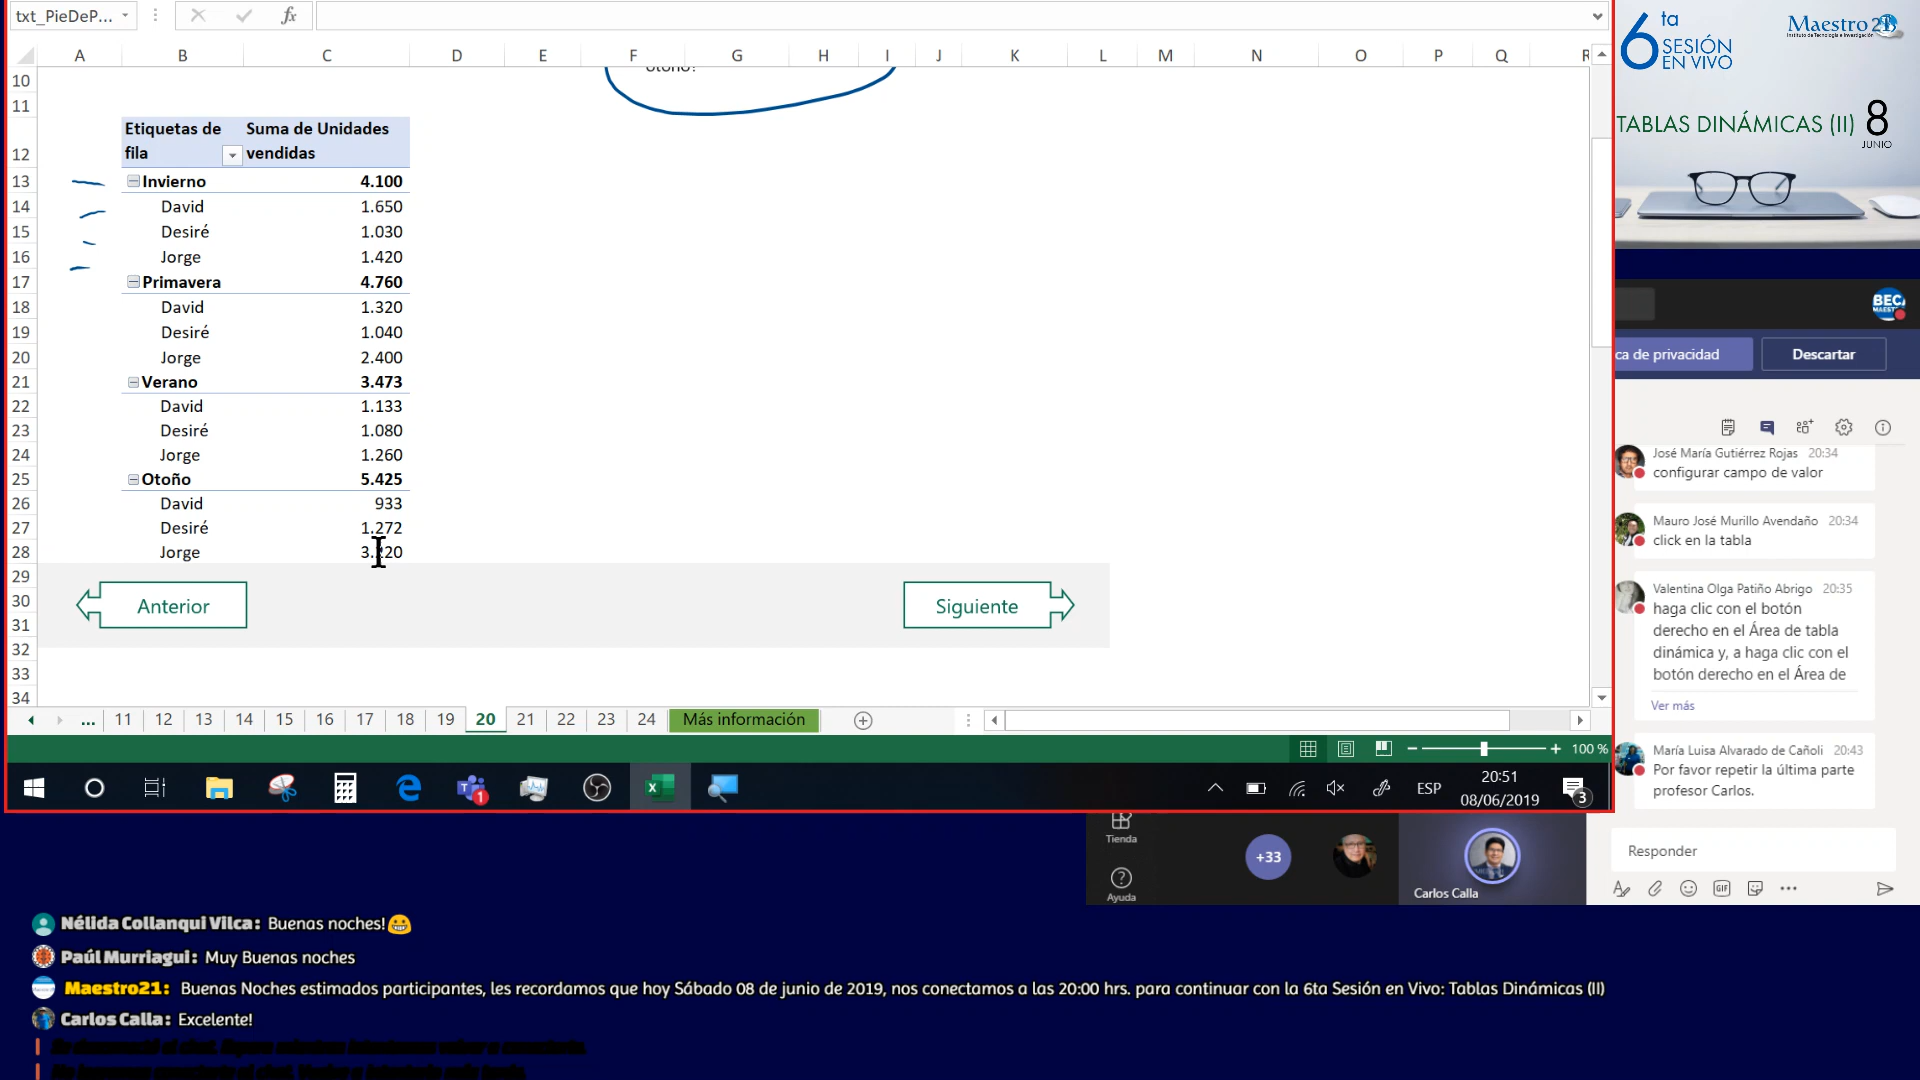 txt_PieDeP...
fx
A B C D E F G H I J K L M N O P Q R
10
11
12 Etiquetas de fila Suma de Unidades vendidas
13 Invierno 4.100
14 David 1.650
15 Desiré 1.030
16 Jorge 1.420
17 Primavera 4.760
18 David 1.320
19 Desiré 1.040
20 Jorge 2.400
21 Verano 3.473
22 David 1.133
23 Desiré 1.080
24 Jorge 1.260
25 Otoño 5.425
26 David 933
27 Desiré 1.272
28 Jorge
29
30 Anterior Siguiente
31
32
33
34
... 11 12 13 14 15 16 17 18 19 20 21 22 23 24 Más información
100 %
ESP
20:51
08/06/2019
3
1
6ta SESIÓN EN VIVO
Maestro 21
TABLAS DINÁMICAS (II) 8 JUNIO
BEC
ca de privacidad Descartar
José María Gutiérrez Rojas 20:34
configurar campo de valor
Mauro José Murillo Avendaño 20:34
click en la tabla
Valentina Olga Patiño Abrigo 20:35
haga clic con el botón
derecho en el Área de tabla
dinámica y, a haga clic con el
botón derecho en el Área de
Ver más
María Luisa Alvarado de Cañoli 20:43
Por favor repetir la última parte
profesor Carlos.
Responder
GIF
Tienda
Ayuda
+33
Carlos Calla
Nélida Collanqui Vilca: Buenas noches!
Paúl Murriagui: Muy Buenas noches
Maestro21: Buenas Noches estimados participantes, les recordamos que hoy Sábado 08 de junio de 2019, nos conectamos a las 20:00 hrs. para continuar con la 6ta Sesión en Vivo: Tablas Dinámicas (II)
Carlos Calla: Excelente!